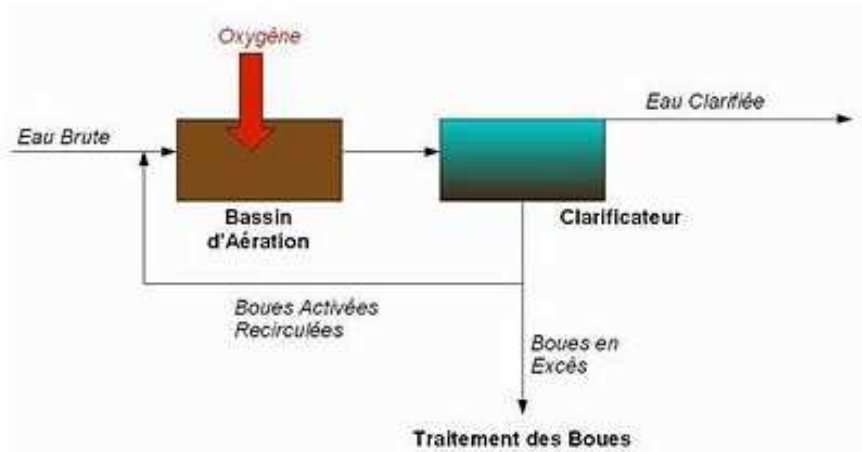 Oxygène
Eau Brute
Eau Clarifiée
Bassin
d'Aération
Clarificateur
Boues Activées
Recirculées
Boues en
Excès
Traitement des Boues